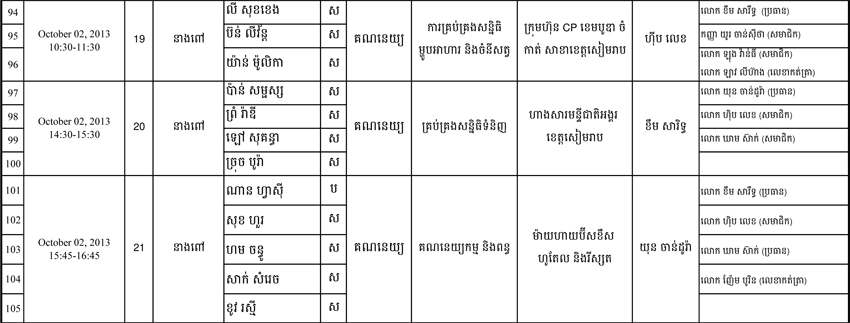 94 លី សុខខេង ស លោក ខឹម សារិទ្ធ (ប្រធាន)
October 02, 2013 10:30-11:30 19 នាងពៅ គណនេយ្យ
95 ប៊ន លីវន្តិ៍ ស កញ្ញា យូរ ចាន់ស៊ីថា (សមាជិក)
ការគ្រប់គ្រងសន្និធិ ម្ហូបអាហារ និងចំនីសត្វ
ក្រុមហ៊ុន CP ខេមបូឌា ចំ កាត់ សាខាខេត្តសៀមរាប
ហ៊ីប លេខ
96 យ៉ាន់ ម៉ូលិកា ស លោក ឡុង វ៉ាន់ធី (សមាជិក)
លោក ឡាវ លីហ៊ាង (លេខាកត់ត្រា)
97 ប៉ាន់ សម្ផស្ស ស លោក យុន ចាន់ដូរ៉ា (ប្រធាន)
98 ព្រំ រ៉ាឌី ស លោក ហ៊ិប លេខ (សមាជិក)
October 02, 2013 14:30-15:30 20 នាងពៅ គណនេយ្យ
គ្រប់គ្រងសន្និធិទំនិញ
ហាងសារមន្ទីជាតិអង្គរ ខេត្តសៀមរាប
ខឹម សារិទ្ធ
99 ឡៅ សុគន្ធា ស លោក ឃាម ស៊ាក់ (សមាជិក)
100 ច្រុច បូរ៉ា ស
101 ណាន ហ្វាស៊ី ប លោក ខឹម សារិទ្ធ (ប្រធាន)
102 សុខ ហួរ ស លោក ហ៊ិប លេខ (សមាជិក)
October 02, 2013 15:45-16:45 21 នាងពៅ គណនេយ្យ
គណនេយ្យកម្ម និងពន្ធ
ម៉ាយហាយប៊ីសខឹស ហូតែល និងរីស្សត
យុន ចាន់ដូរ៉ា
103 ហម ចន្ទូ ស លោក ឃាម ស៊ាក់ (ប្រធាន)
104 សាក់ សំរេច ស លោក ញ៉ែម បូរិន (លេខាកត់ត្រា)
105 ខូវ រស្មី ស